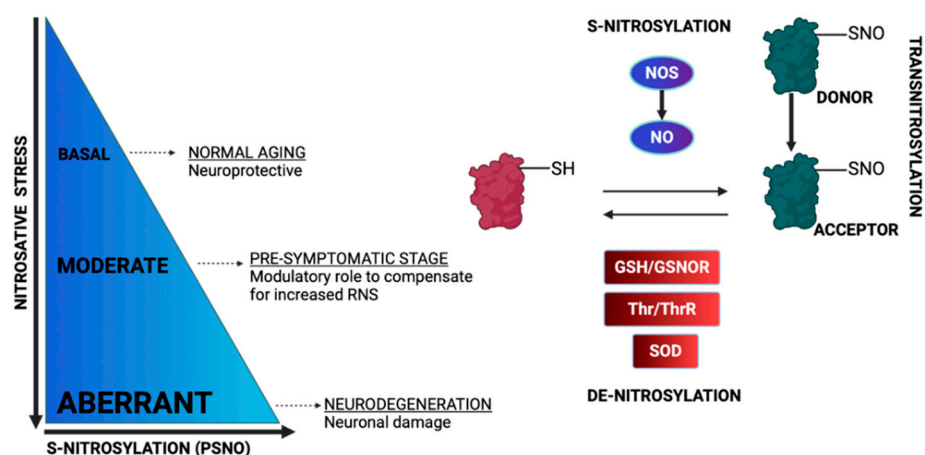 NITROSATIVE STRESS
BASAL
NORMAL AGING
Neuroprotective
MODERATE
PRE-SYMPTOMATIC STAGE
Modulatory role to compensate
for increased RNS
ABERRANT
NEURODEGENERATION
Neuronal damage
S-NITROSYLATION (PSNO)
S-NITROSYLATION
NOS
NO
SH
SNO
DONOR
SNO
ACCEPTOR
TRANSNITROSYLATION
GSH/GSNOR
Thr/ThrR
SOD
DE-NITROSYLATION